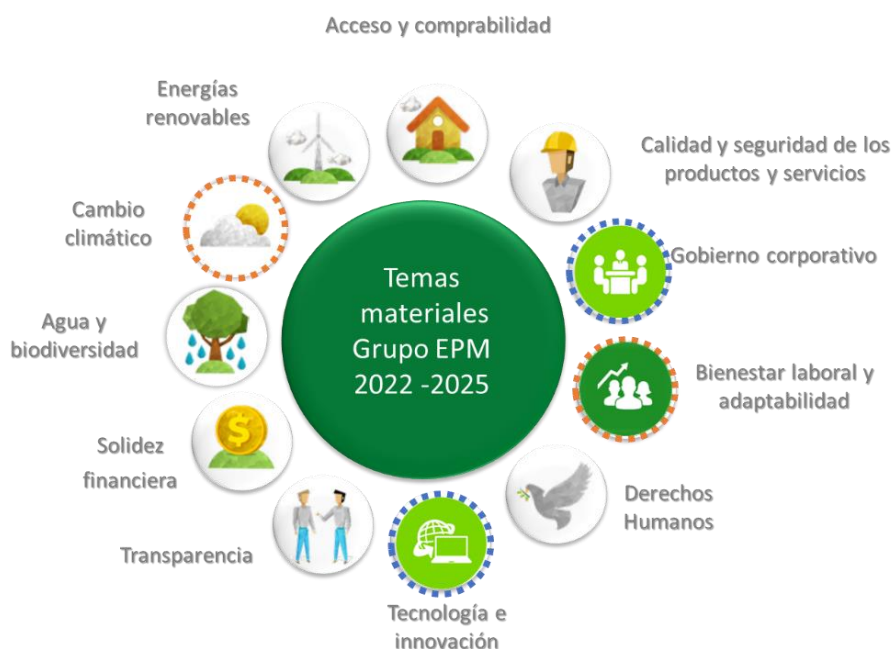 Acceso y comprabilidad
Energías
renovables
Calidad y seguridad de los
productos y servicios
Cambio
climático
Gobierno corporativo
Temas
materiales
Grupo EPM
2022 -2025
Agua y
biodiversidad
Bienestar laboral y
adaptabilidad
Solidez
financiera
Derechos
Humanos
Transparencia
Tecnología e
innovación